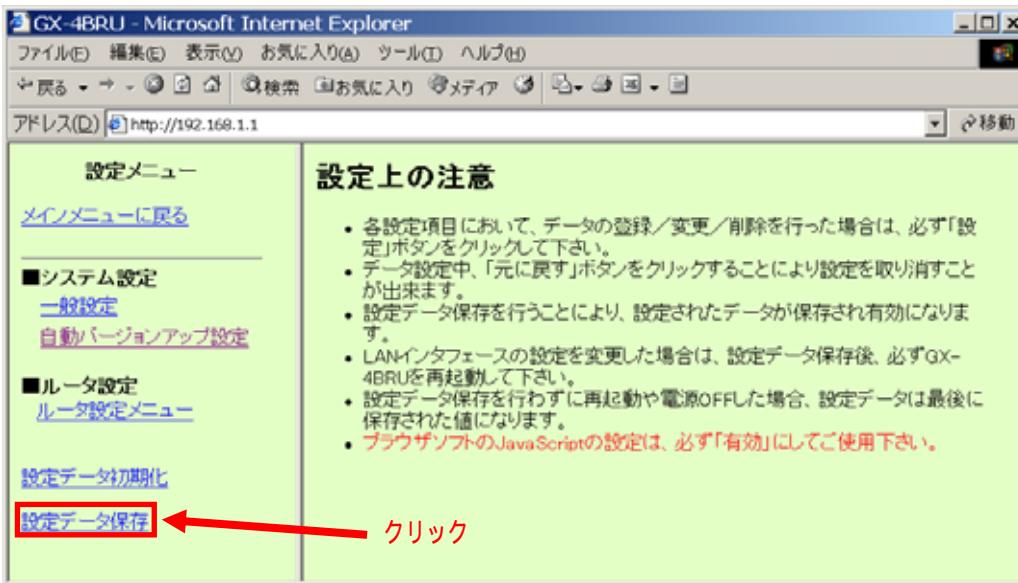 GX-4BRU - Microsoft Internet Explorer
ファイル(E) 編集(E) 表示(V) お気に入り(A) ツール(T) ヘルプ(H)
戻る 検索 お気に入り メディア
アドレス(D) http://192.168.1.1 移動
設定メニュー
メインメニューに戻る
■システム設定
一般設定
自動バージョンアップ設定
■ルータ設定
ルータ設定メニュー
設定データ初期化
設定データ保存
クリック
設定上の注意
• 各設定項目において、データの登録／変更／削除を行った場合は、必ず「設
定」ボタンをクリックして下さい。
• データ設定中、「元に戻す」ボタンをクリックすることにより設定を取り消すこと
が出来ます。
• 設定データ保存を行うことにより、設定されたデータが保存され有効になりま
す。
• LANインタフェースの設定を変更した場合は、設定データ保存後、必ずGX-
4BRUを再起動して下さい。
• 設定データ保存を行わずに再起動や電源OFFした場合、設定データは最後に
保存された値になります。
• ブラウザソフトのJavaScriptの設定は、必ず「有効」にしてご使用下さい。